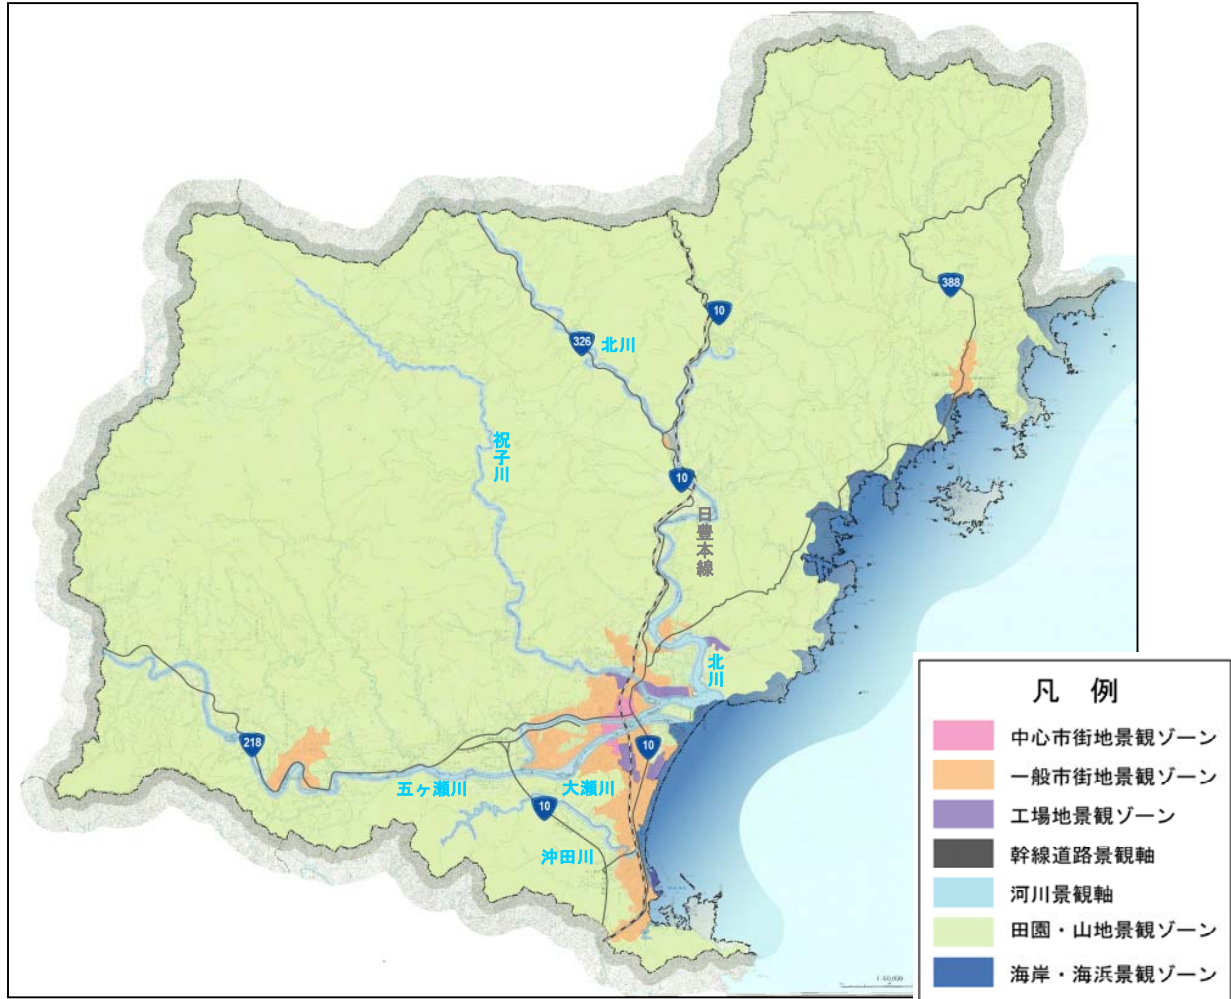 388
10
326
北川
祝子川
10
日豊本線
北川
218
10
五ヶ瀬川
大瀬川
10
沖田川
凡 例
中心市街地景観ゾーン
一般市街地景観ゾーン
工場地景観ゾーン
幹線道路景観軸
河川景観軸
田園・山地景観ゾーン
海岸・海浜景観ゾーン